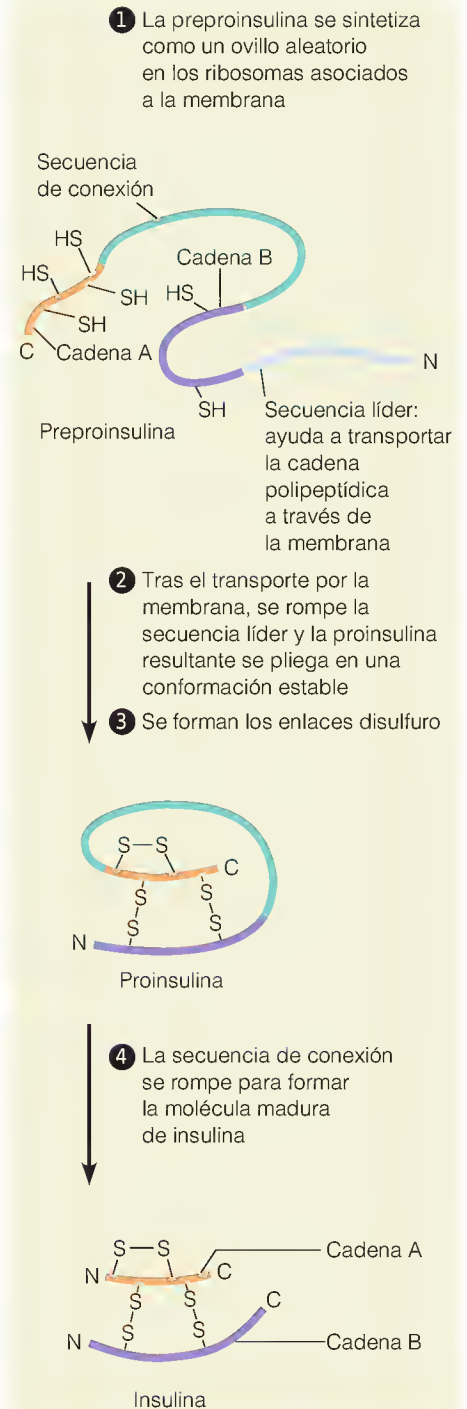 1 La preproinsulina se sintetiza
como un ovillo aleatorio
en los ribosomas asociados
a la membrana
Secuencia
de conexión
HS
HS
SH
SH
C
Cadena A
Cadena B
HS
SH
N
Preproinsulina
Secuencia líder:
ayuda a transportar
la cadena
polipeptídica
a través de
la membrana
2 Tras el transporte por la
membrana, se rompe la
secuencia líder y la proinsulina
resultante se pliega en una
conformación estable
3 Se forman los enlaces disulfuro
S—S
C
S
S
S
S
N
Proinsulina
4 La secuencia de conexión
se rompe para formar
la molécula madura
de insulina
S—S
Cadena A
N
C
S
S
C
S
S
N
Cadena B
Insulina